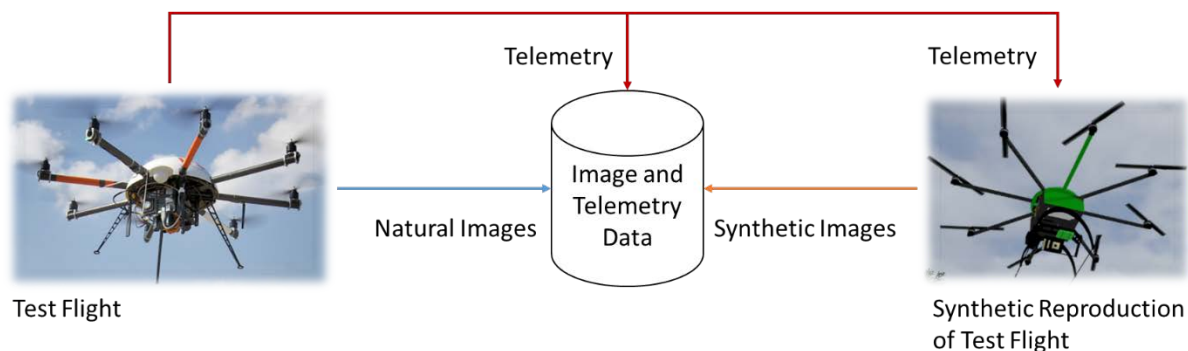 Telemetry
Telemetry
Image and
Telemetry
Data
Natural Images
Synthetic Images
Test Flight
Synthetic Reproduction
of Test Flight